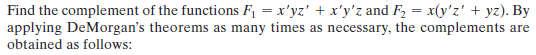 Find the complement of the functions F₁ = x'yz' + x'y'z and F₂ = x(y'z' + yz). By
applying DeMorgan's theorems as many times as necessary, the complements are
obtained as follows: